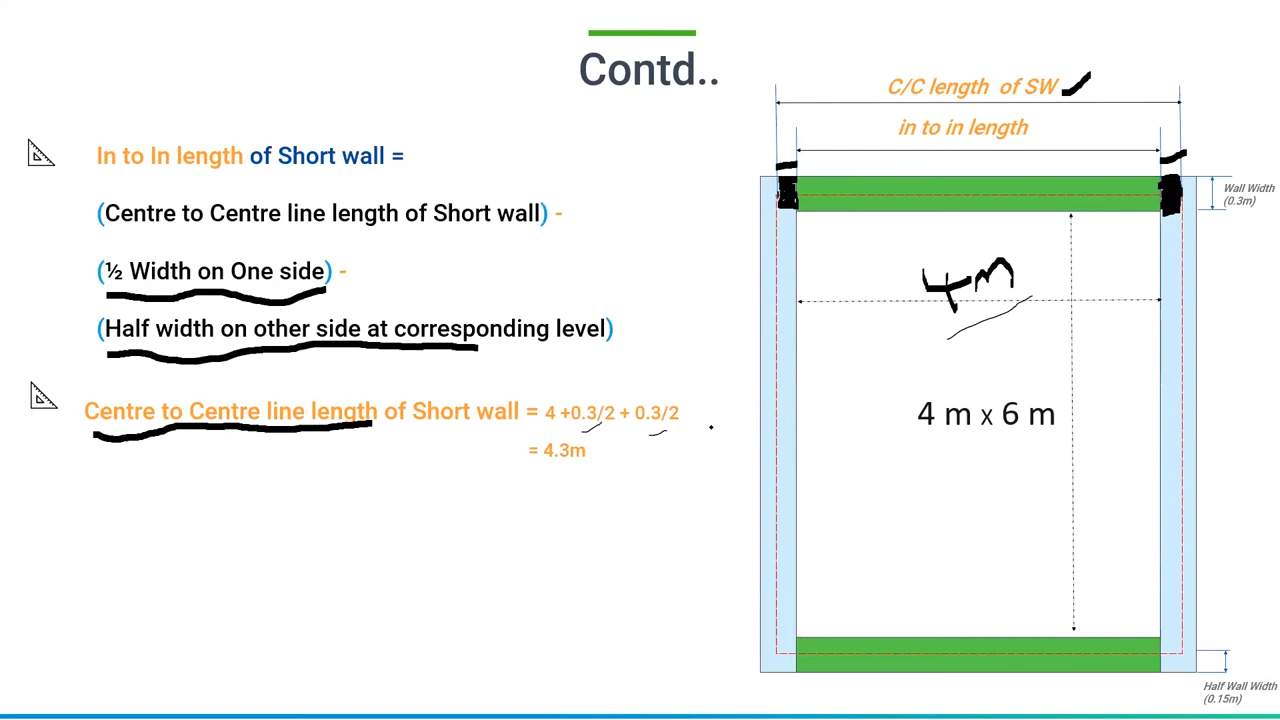 Contd..
C/C length of SW
in to in length
In to In length of Short wall =
(Centre to Centre line length of Short wall) -
(½ Width on One side) -
(Half width on other side at corresponding level)
Centre to Centre line length of Short wall = 4 +0.3/2 + 0.3/2
= 4.3m
Wall Width
(0.3m)
4m
4 m x 6 m
Half Wall Width
(0.15m)